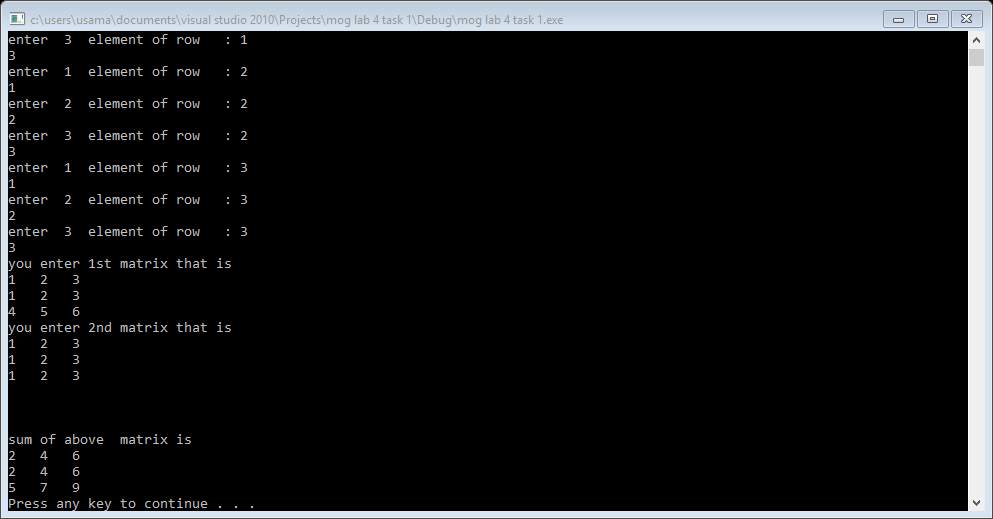 c:\users\usama\documents\visual studio 2010\Projects\mog lab 4 task 1\Debug\mog lab 4 task 1.exe
enter  3  element of row   : 1
3
enter  1  element of row   : 2
1
enter  2  element of row   : 2
2
enter  3  element of row   : 2
3
enter  1  element of row   : 3
1
enter  2  element of row   : 3
2
enter  3  element of row   : 3
3
you enter 1st matrix that is
1   2   3
1   2   3
4   5   6
you enter 2nd matrix that is
1   2   3
1   2   3
1   2   3
sum of above  matrix is
2   4   6
2   4   6
5   7   9
Press any key to continue . . .